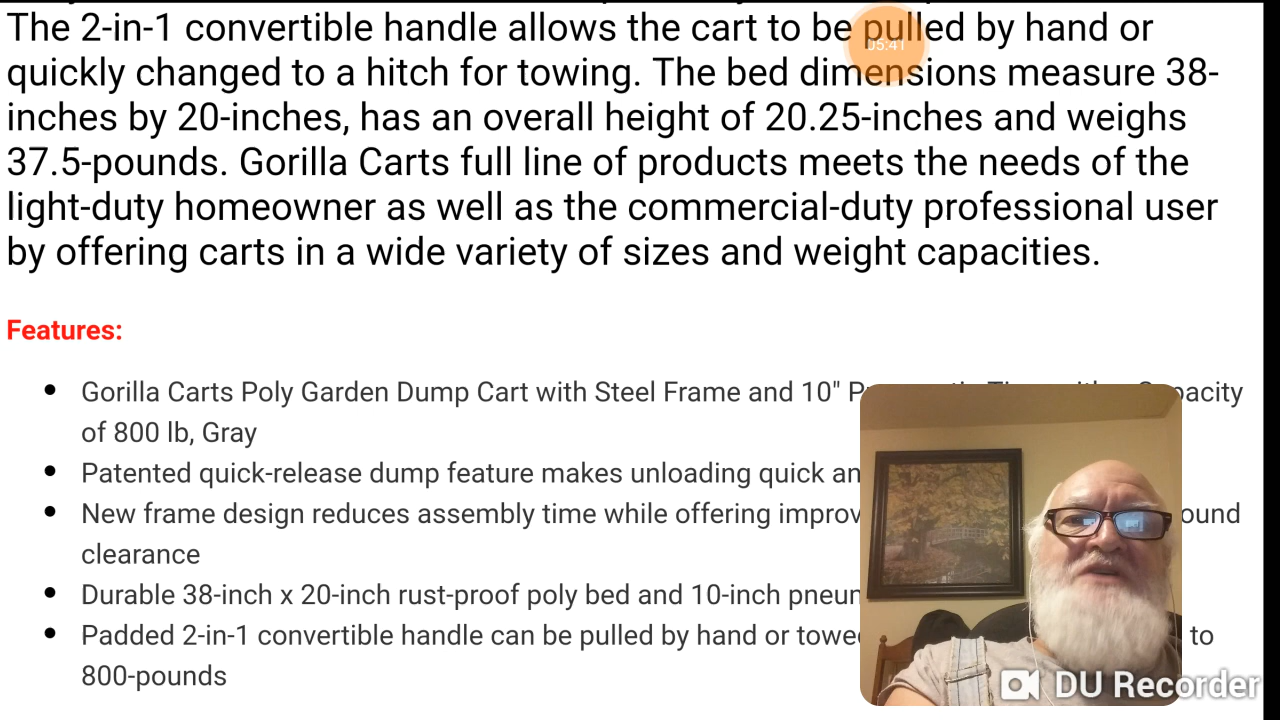 The 2-in-1 convertible handle allows the cart to be pulled by hand or
05:41
quickly changed to a hitch for towing. The bed dimensions measure 38-
inches by 20-inches, has an overall height of 20.25-inches and weighs
37.5-pounds. Gorilla Carts full line of products meets the needs of the
light-duty homeowner as well as the commercial-duty professional user
by offering carts in a wide variety of sizes and weight capacities.
Features:
Gorilla Carts Poly Garden Dump Cart with Steel Frame and 10"
of 800 lb, Gray
Patented quick-release dump feature makes unloading quick
New frame design reduces assembly time while offering
clearance
Durable 38-inch x 20-inch rust-proof poly bed and 10-inch
Padded 2-in-1 convertible handle can be pulled by hand or to
800-pounds
DU Recorder